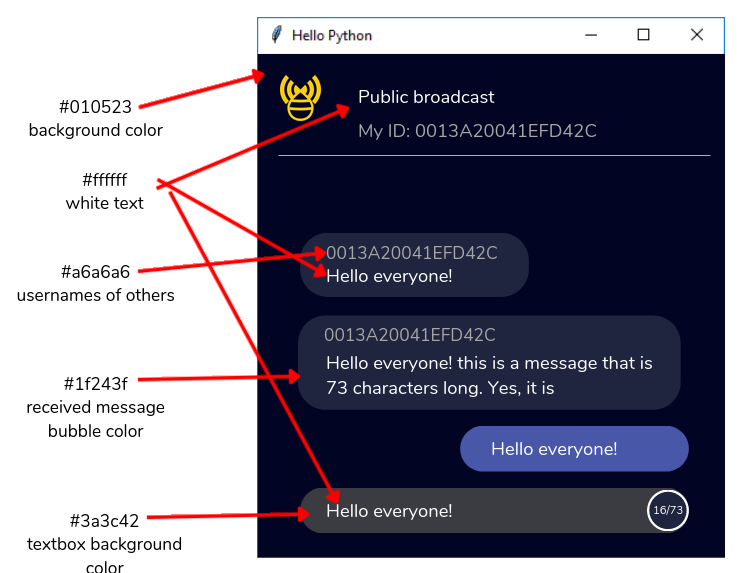 Hello Python
#010523
background color
Public broadcast
My ID: 0013A20041EFD42C
#ffffff
white text
#a6a6a6
usernames of others
0013A20041EFD42C
Hello everyone!
0013A20041EFD42C
Hello everyone! this is a message that is
73 characters long. Yes, it is
#1f243f
received message
bubble color
Hello everyone!
#3a3c42
textbox background
color
Hello everyone!
16/73